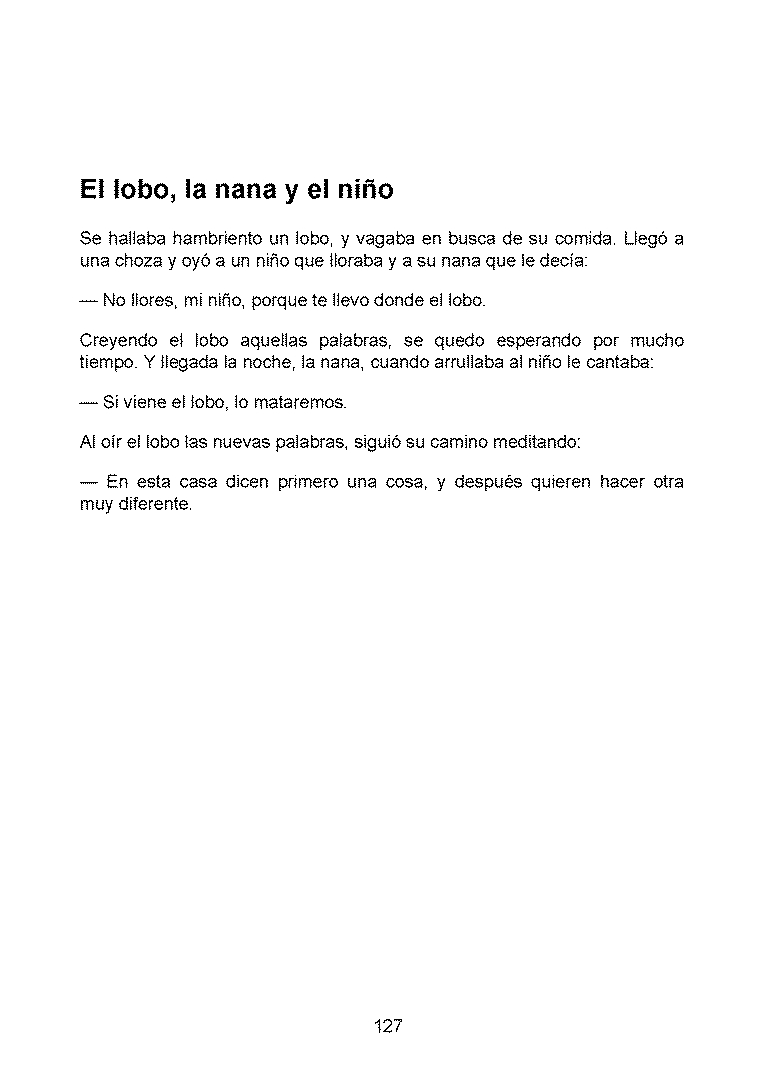 El lobo, la nana y el niño
Se hallaba hambriento un lobo, y vagaba en busca de su comida. Llegó a
una choza y oyó a un niño que lloraba y a su nana que le decía:
— No llores, mi niño, porque te llevo donde el lobo.
Creyendo el lobo aquellas palabras, se quedo esperando por mucho
tiempo. Y llegada la noche, la nana, cuando arrullaba al niño le cantaba:
— Si viene el lobo, lo mataremos.
Al oír el lobo las nuevas palabras, siguió su camino meditando:
— En esta casa dicen primero una cosa, y después quieren hacer otra
muy diferente.
127